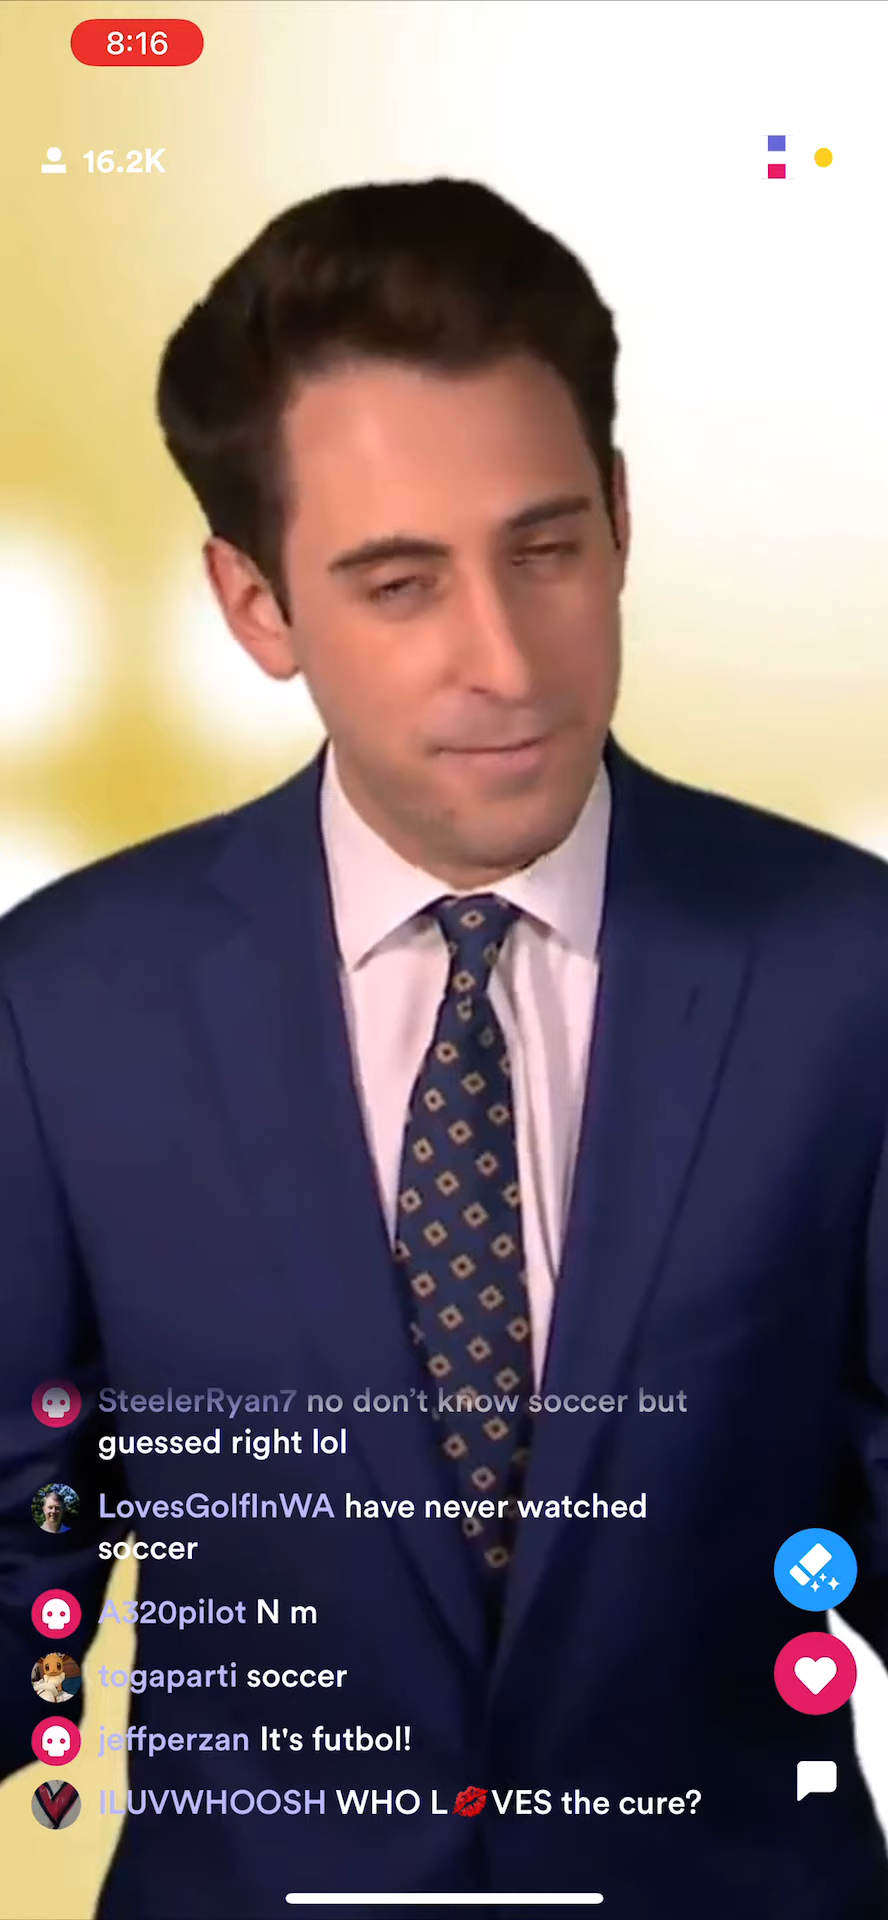 8:16
16.2K
SteelerRyan7 no don't know soccer but
guessed right lol
LovesGolfInWA have never watched
soccer
A320pilot N m
togaparti soccer
jeffperzan It's futbol!
ILUVWHOOSH WHO L💋VES the cure?